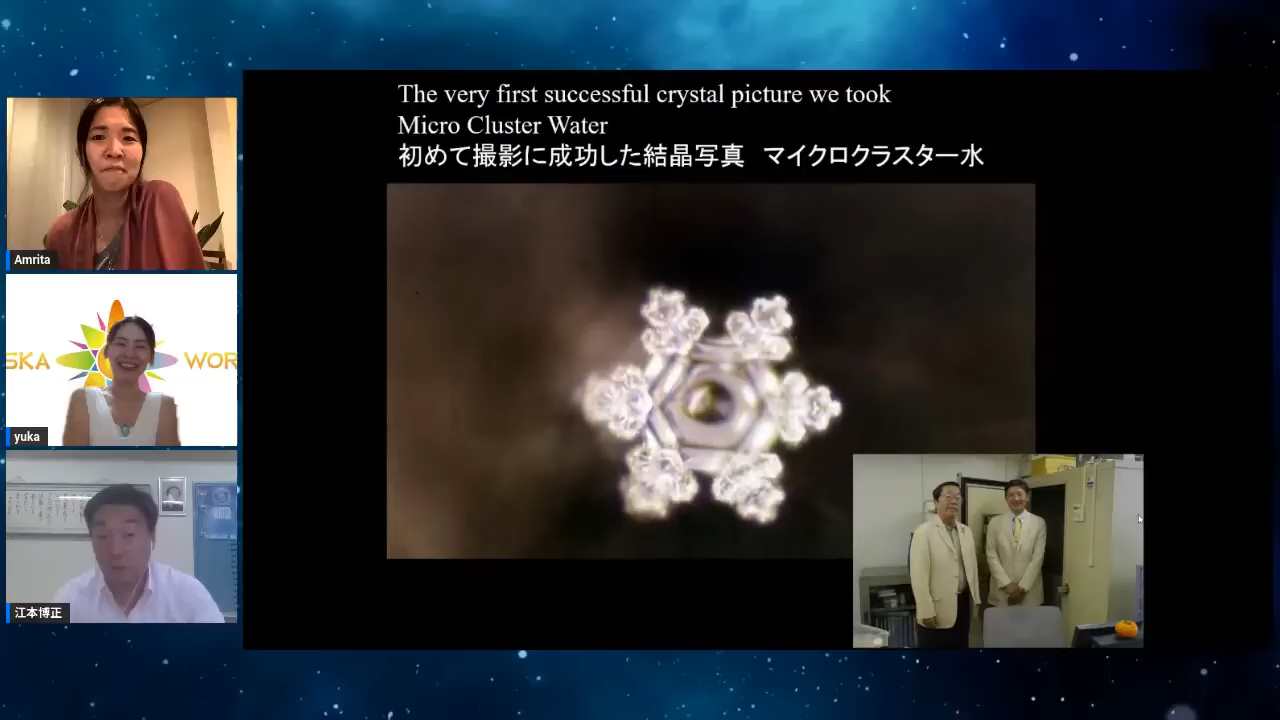 The very first successful crystal picture we took
Micro Cluster Water
初めて撮影に成功した結晶写真　マイクロクラスター水
Amrita
SKA WOR
yuka
江本博正